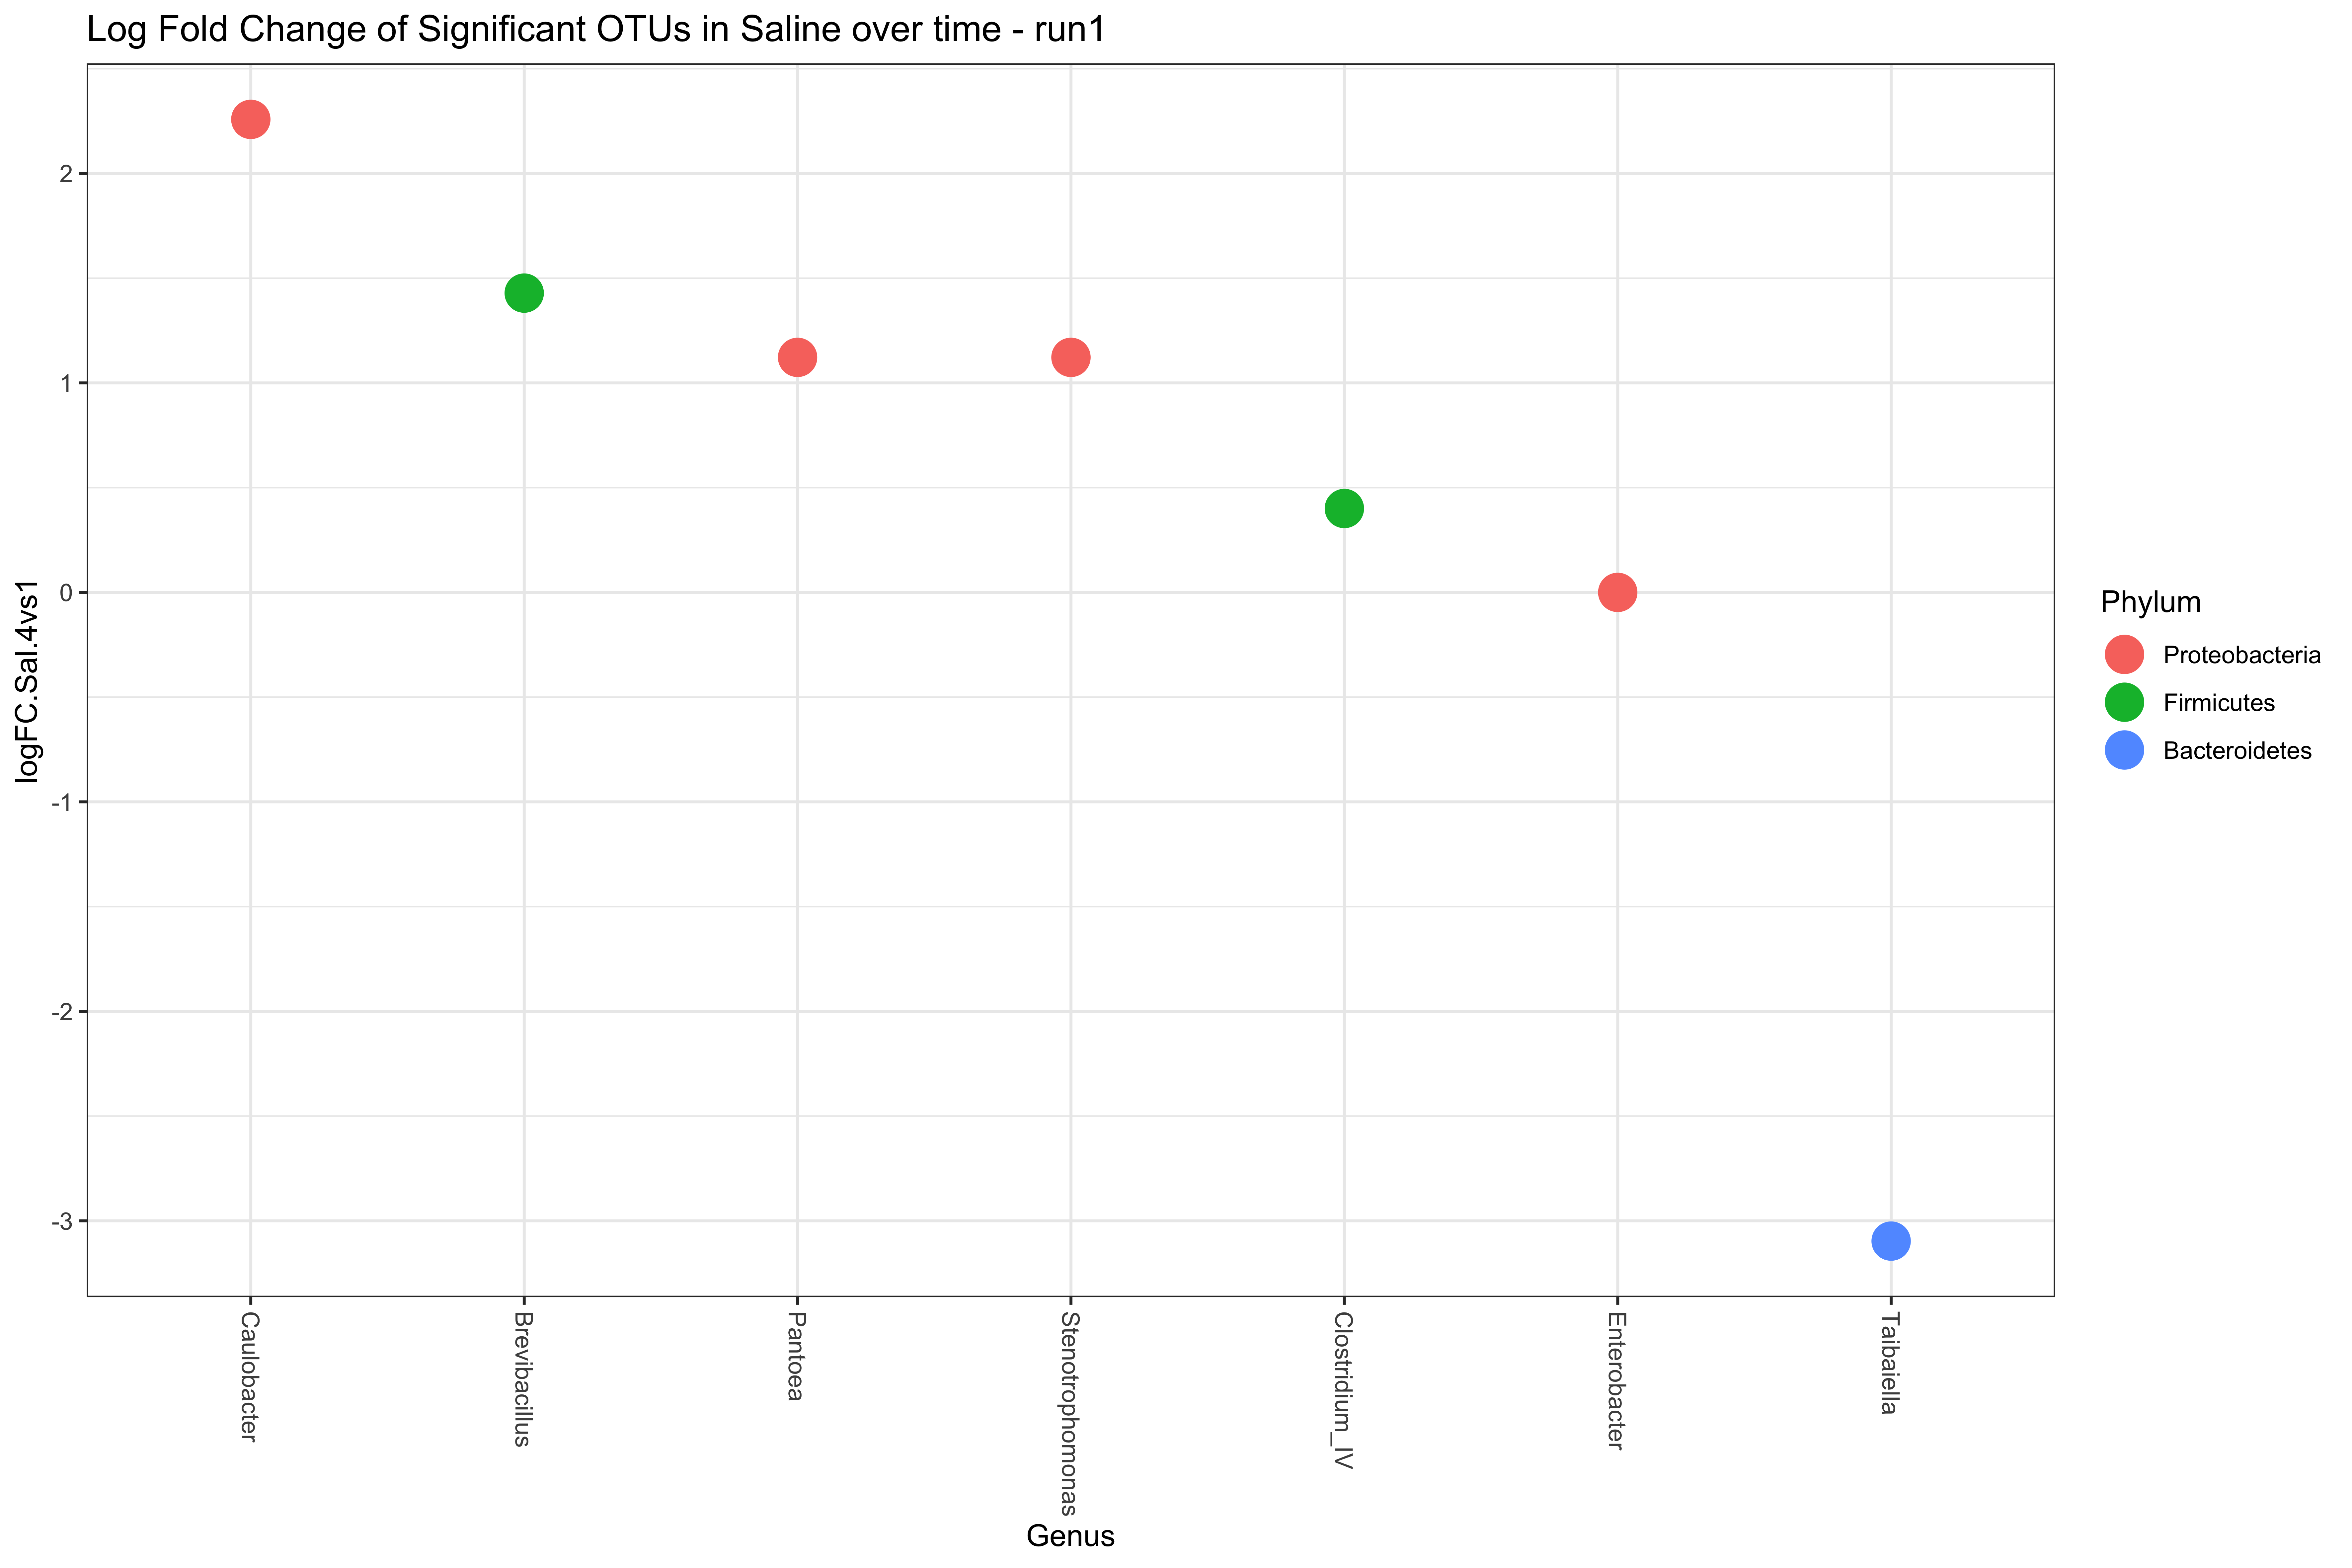 Log Fold Change of Significant OTUs in Saline over time - run1
logFC.Sal.4vs1
2
1
0
-1
-2
-3
Caulobacter
Brevibacillus
Pantoea
Stenotrophomonas
Clostridium_IV
Enterobacter
Taibaiella
Genus
Phylum
Proteobacteria
Firmicutes
Bacteroidetes